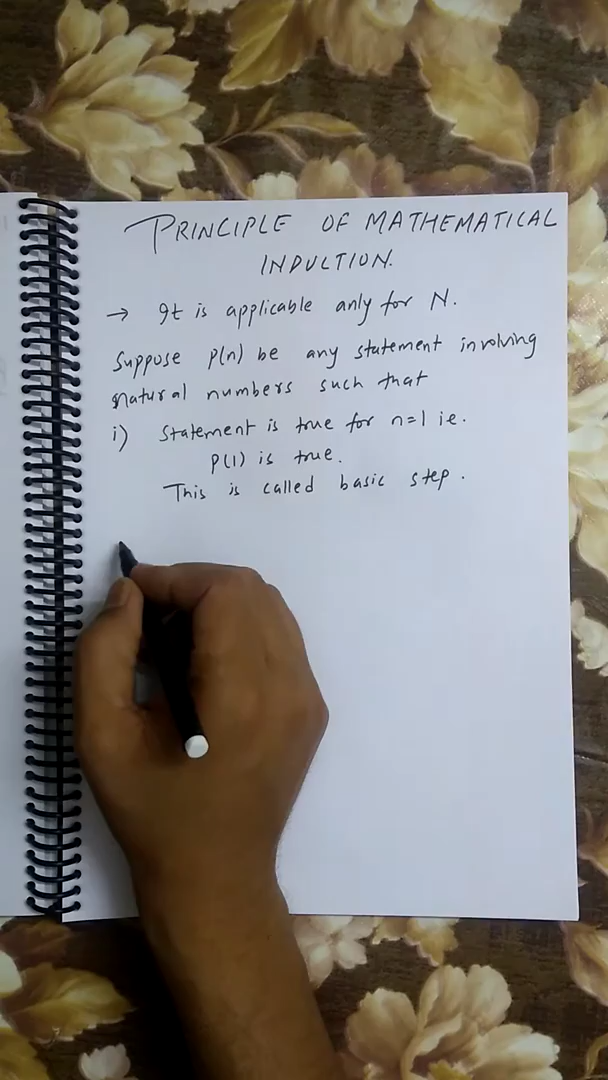 PRINCIPLE OF MATHEMATICAL
INDUCTION.
→ It is applicable only for N.
Suppose P(n) be any statement involving
natural numbers such that
i) Statement is true for n=1 ie.
P(1) is true.
This is called basic step.